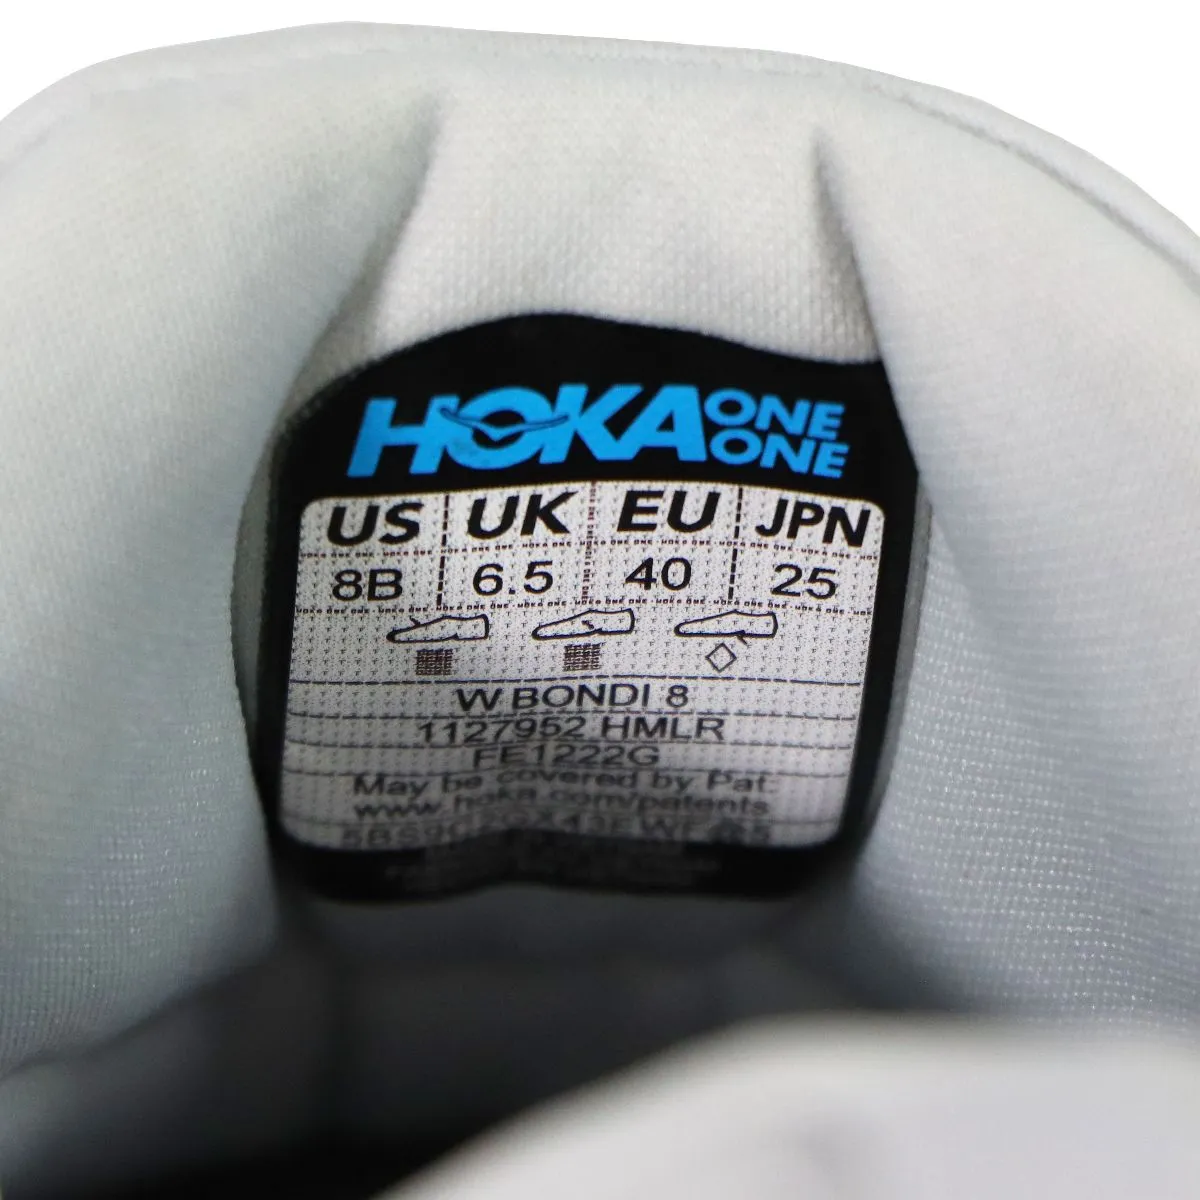 HOKA ONE ONE
US UK EU JPN
8B 6.5 40 25
W BONDI 8
1127952 HMLR
FE1222G
May be covered by Pat:
www.hoka.com/patents